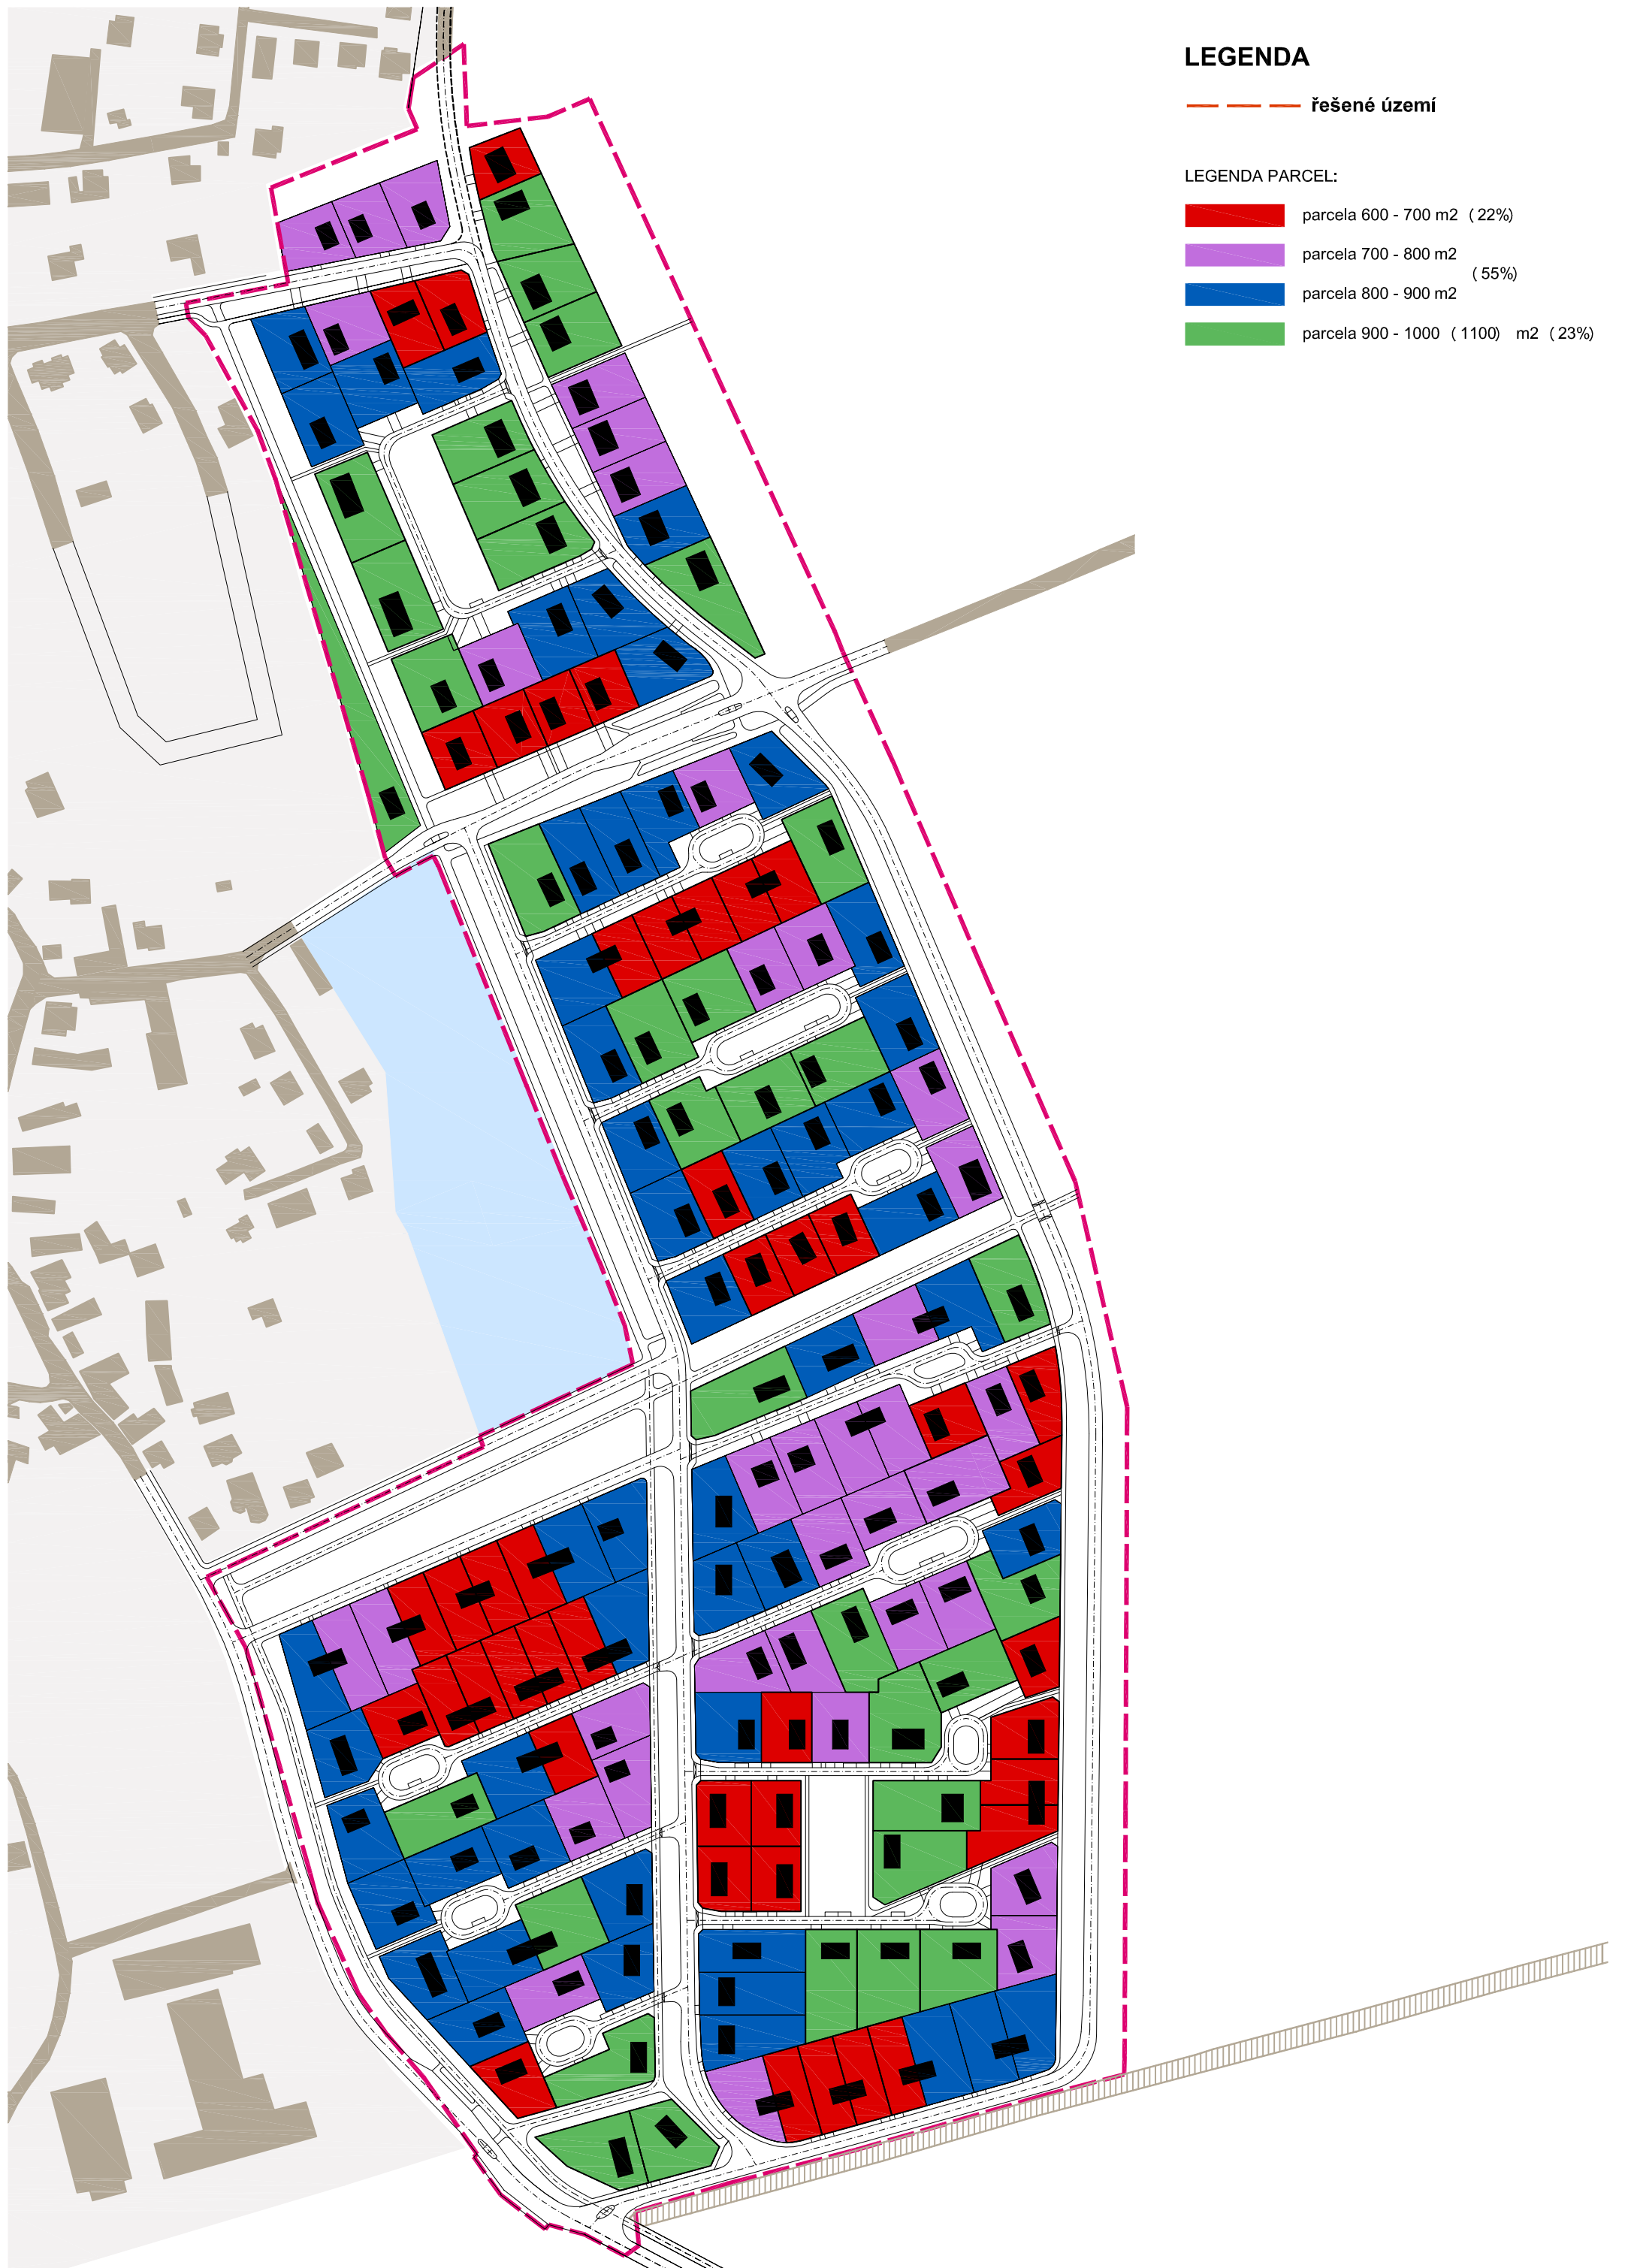 LEGENDA
řešené území
LEGENDA PARCEL:
parcela 600 - 700 m2 ( 22%)
parcela 700 - 800 m2
( 55%)
parcela 800 - 900 m2
parcela 900 - 1000 ( 1100) m2 ( 23%)